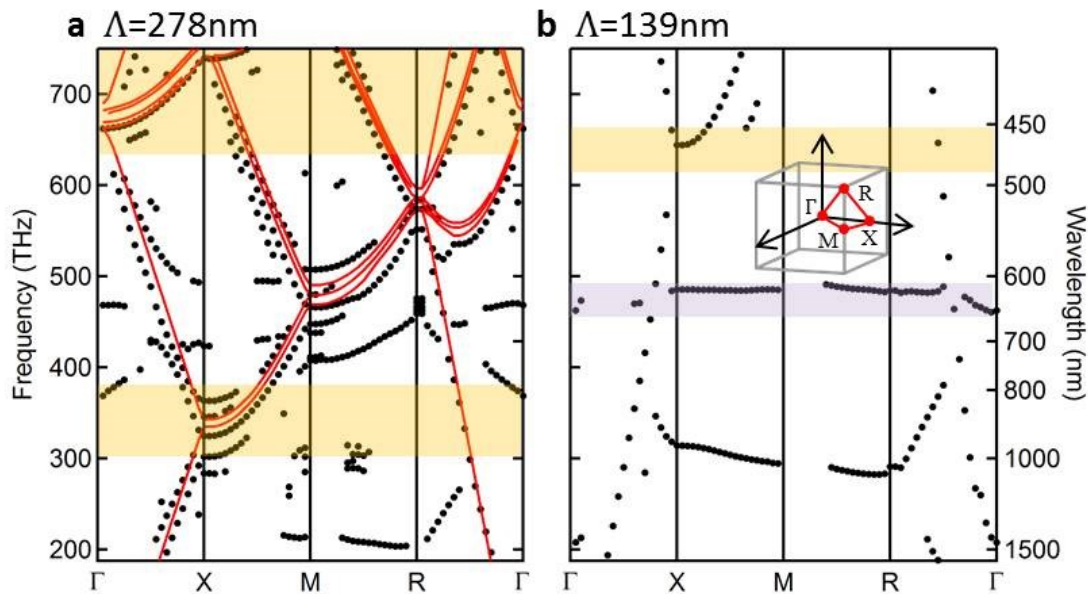 a Λ=278nm
b Λ=139nm
Frequency (THz)
700
600
500
400
300
200
Γ X M R Γ
Γ
R
M
X
X M R Γ
450
500
600
700
800
1000
1500
Wavelength (nm)